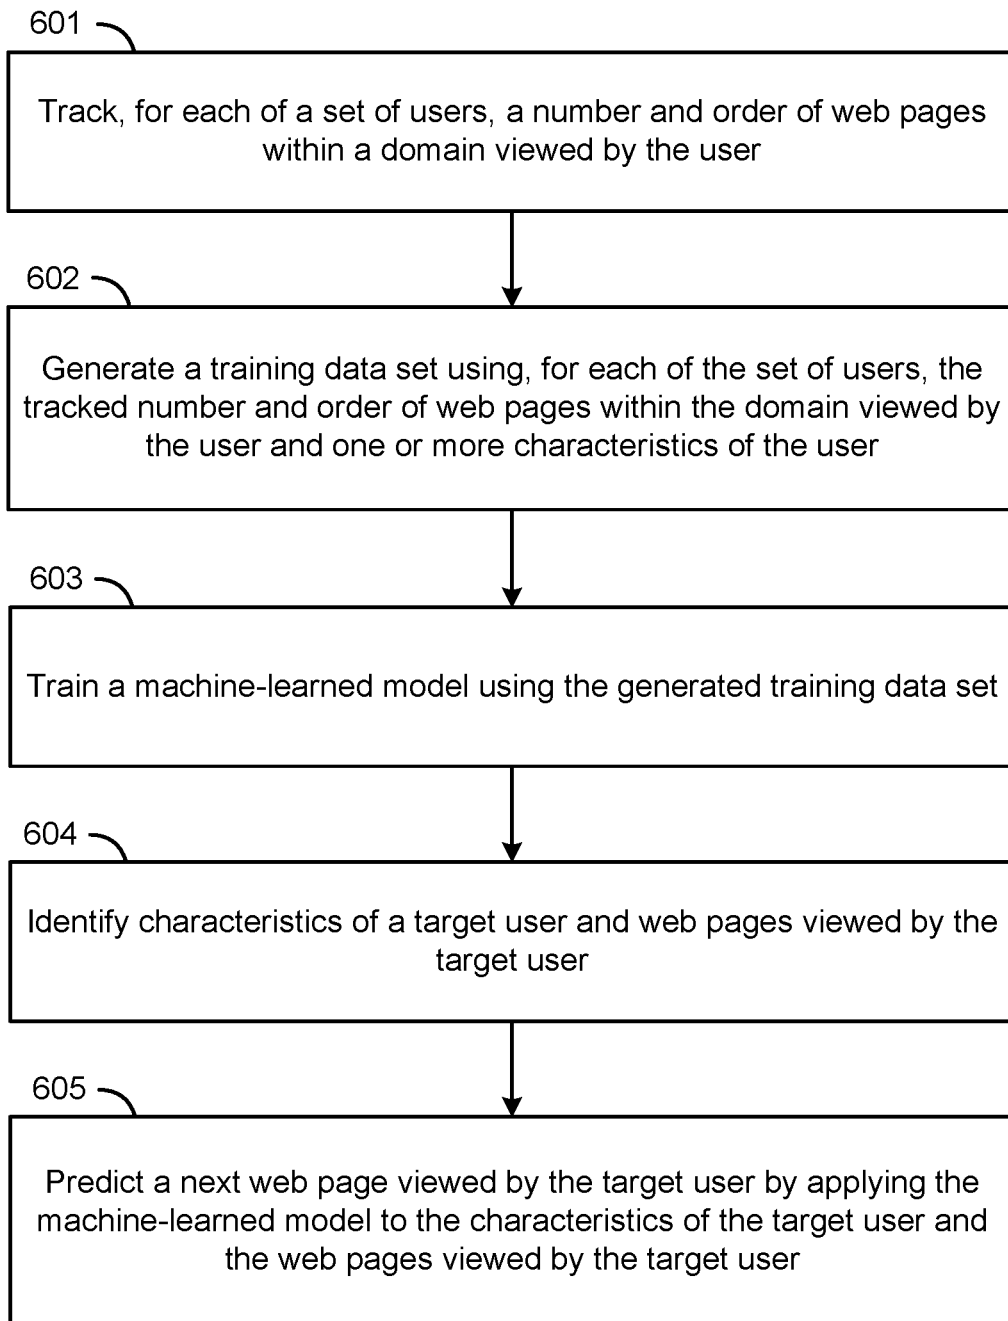 601
Track, for each of a set of users, a number and order of web pages
within a domain viewed by the user
602
Generate a training data set using, for each of the set of users, the
tracked number and order of web pages within the domain viewed by
the user and one or more characteristics of the user
603
Train a machine-learned model using the generated training data set
604
Identify characteristics of a target user and web pages viewed by the
target user
605
Predict a next web page viewed by the target user by applying the
machine-learned model to the characteristics of the target user and
the web pages viewed by the target user